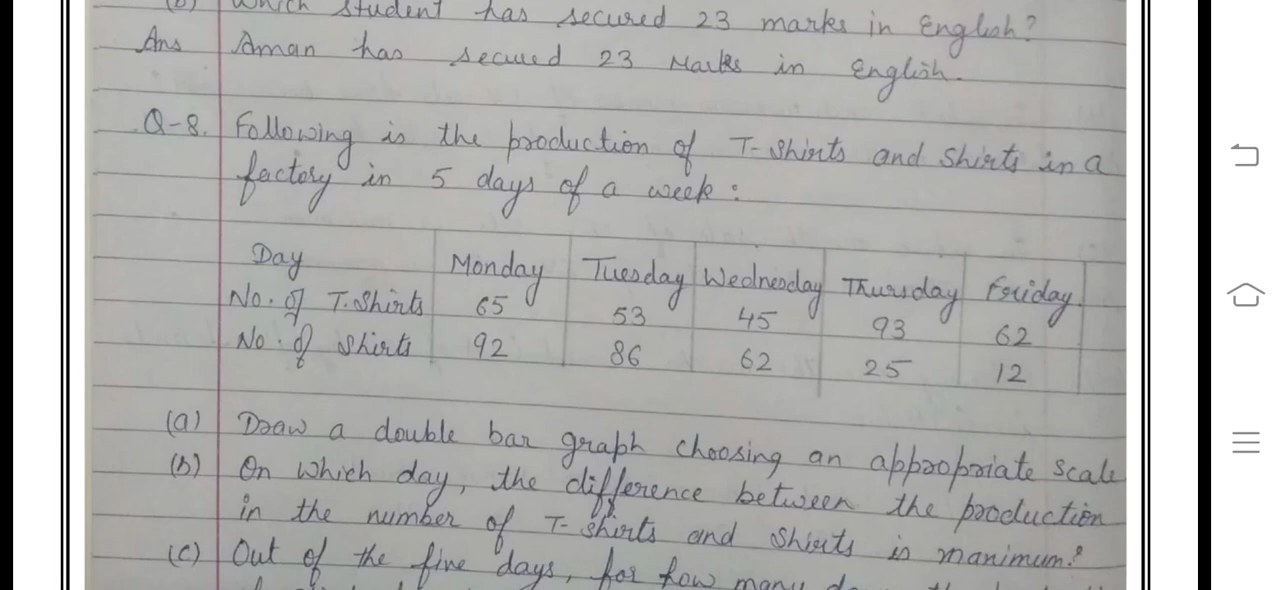 (b) Which student has secured 23 marks in English?
Ans Aman has secured 23 Marks in English.
Q-8. Following is the production of T-Shirts and Shirts in a
factory in 5 days of a week:
Day Monday Tuesday Wednesday Thursday Friday
No. of T.Shirts 65 53 45 93 62
No. of Shirts 92 86 62 25 12
(a) Draw a double bar graph choosing an appropriate scale
(b) On which day, the difference between the production
in the number of T-shirts and Shirts is manimum?
(c) Out of the five days, for how many